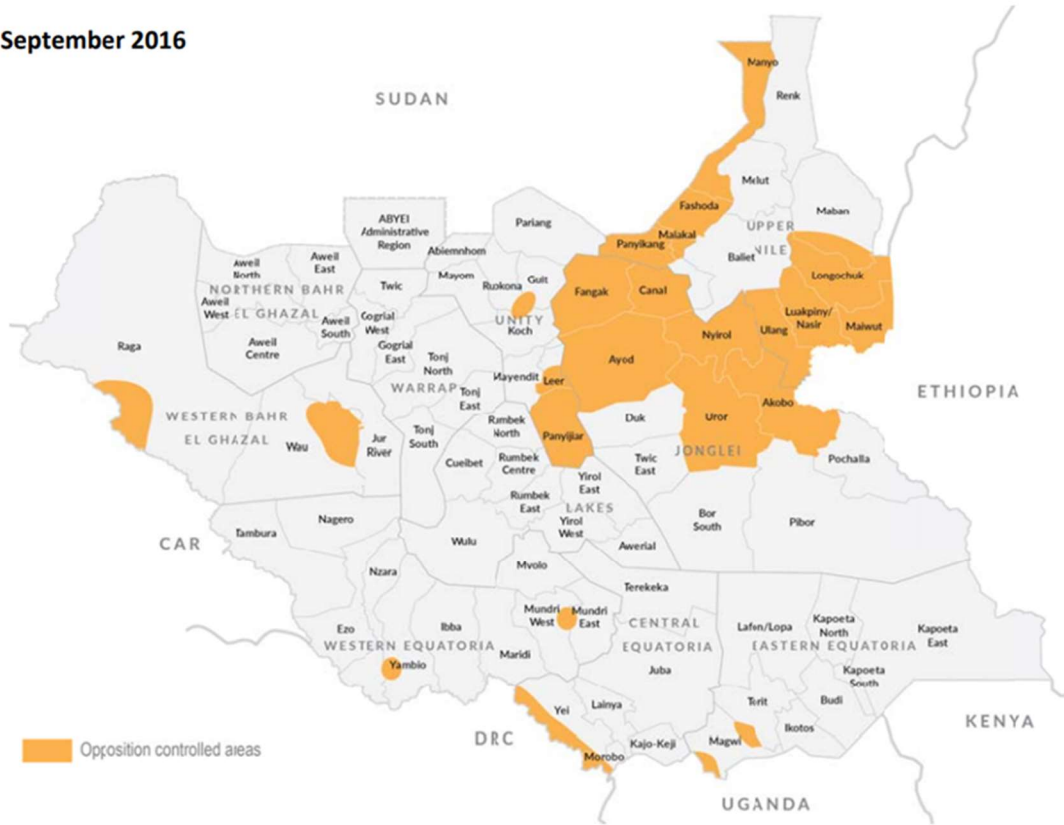 September 2016
SUDAN
Manyo
Renk
Melut
Maban
Fashoda
UPPER
NILE
Malakal
Panyikang
Baliet
Longochuk
ABYEI
Administrative
Region
Pariang
Abiemnhom
Aweil
North
Aweil
East
NORTHERN BAHR
EL GHAZAL
Aweil
West
Twic
Mayom
Rubkona
Guit
Fangak
Canal
Luakpiny/
Nasir
Maiwut
Ulang
Nyirol
Aweil
South
Gogrial
West
UNITY
Koch
Raga
Aweil
Centre
Gogrial
East
Tonj
North
Ayod
WARRAP
Tonj
East
Mayendit
Leer
ETHIOPIA
Akobo
WESTERN BAHR
EL GHAZAL
Wau
Jur
River
Tonj
South
Rumbek
North
Panyijiar
Duk
Uror
JONGLEI
Cueibet
Rumbek
Centre
Twic
East
Pochalla
Yirol
East
Rumbek
East
LAKES
Yirol
West
Bor
South
Pibor
Nagero
Tambura
CAR
Wulu
Awerial
Mvolo
Nzara
Terekeka
Mundri
West
Mundri
East
CENTRAL
EQUATORIA
Ezo
Ibba
WESTERN EQUATORIA
Maridi
Yambio
Juba
Lafon/Lopa
Kapoeta
North
EASTERN EQUATORIA
Kapoeta
East
Kapoeta
South
Torit
Budi
Ikotos
Magwi
Yei
Lainya
Kajo-Keji
Morobo
DRC
KENYA
UGANDA
Opposition controlled areas